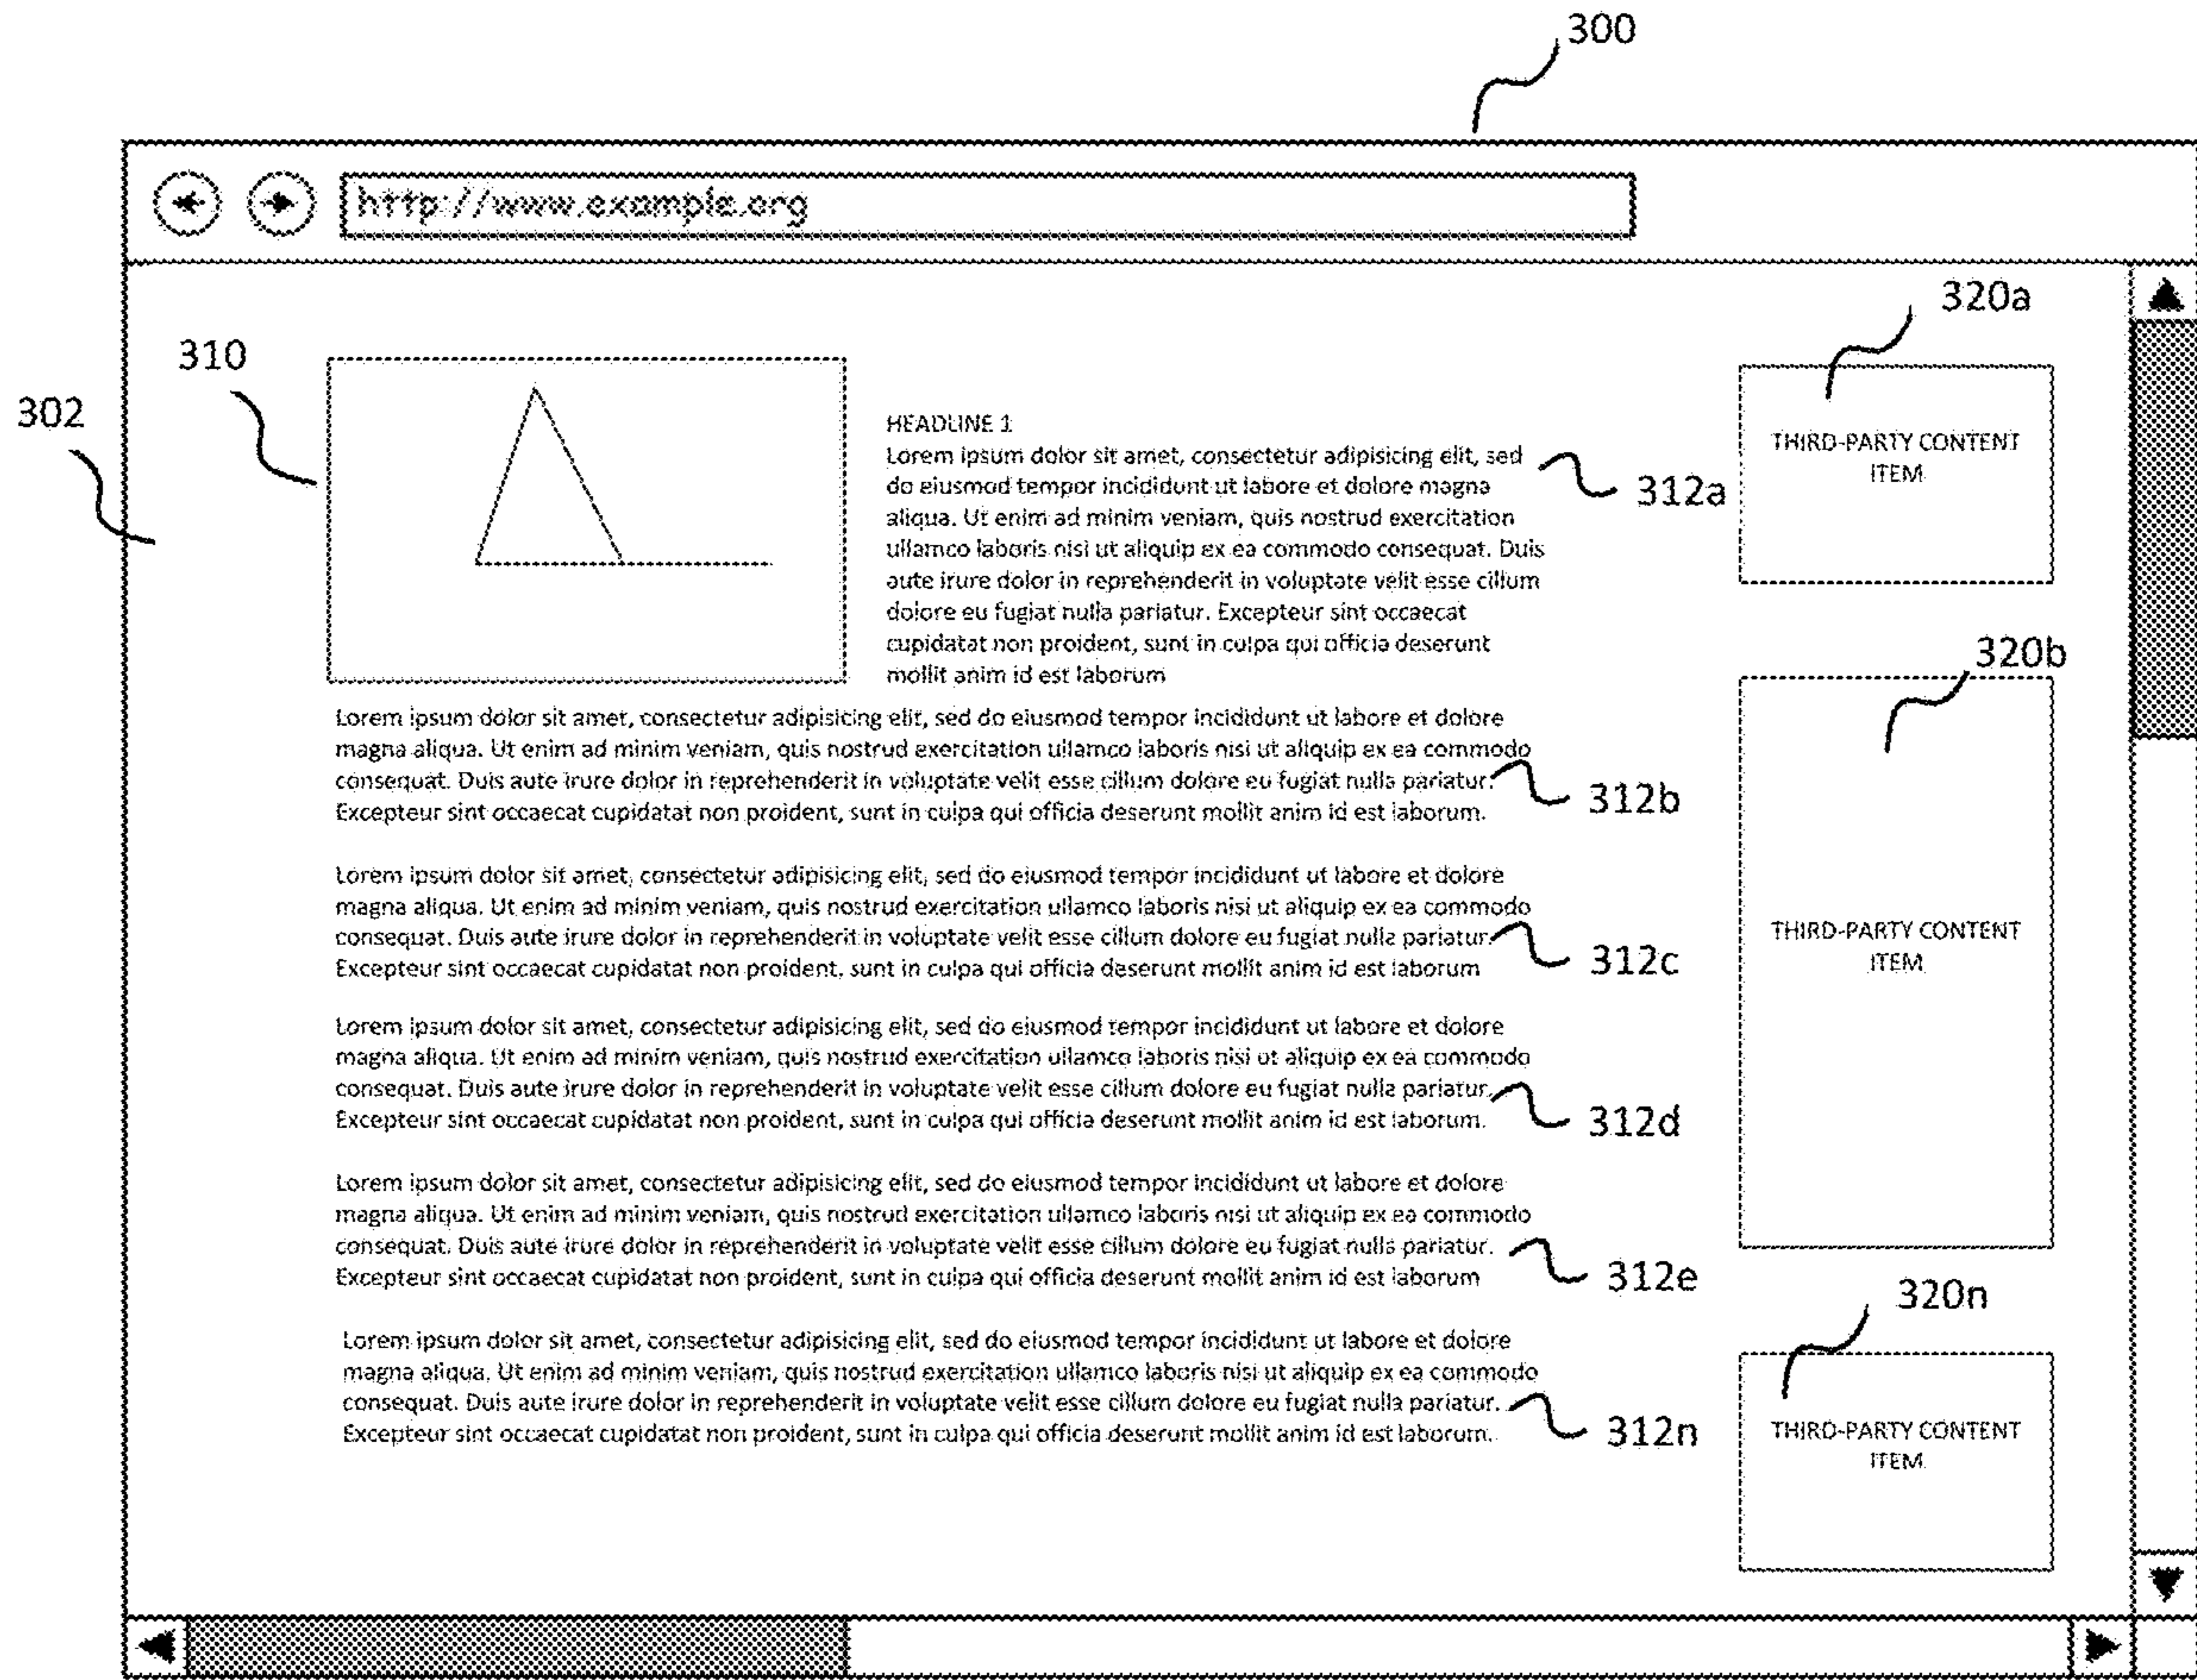 300
http://www.example.org
320a
310
302
HEADLINE 1
Lorem ipsum dolor sit amet, consectetur adipisicing elit, sed
do eiusmod tempor incididunt ut labore et dolore magna
aliqua. Ut enim ad minim veniam, quis nostrud exercitation
ullamco laboris nisi ut aliquip ex ea commodo consequat. Duis
aute irure dolor in reprehenderit in voluptate velit esse cillum
dolore eu fugiat nulla pariatur. Excepteur sint occaecat
cupidatat non proident, sunt in culpa qui officia deserunt
mollit anim id est laborum
312a
THIRD-PARTY CONTENT
ITEM
320b
Lorem ipsum dolor sit amet, consectetur adipisicing elit, sed do eiusmod tempor incididunt ut labore et dolore
magna aliqua. Ut enim ad minim veniam, quis nostrud exercitation ullamco laboris nisi ut aliquip ex ea commodo
consequat. Duis aute irure dolor in reprehenderit in voluptate velit esse cillum dolore eu fugiat nulla pariatur.
Excepteur sint occaecat cupidatat non proident, sunt in culpa qui officia deserunt mollit anim id est laborum.
312b
Lorem ipsum dolor sit amet, consectetur adipisicing elit, sed do eiusmod tempor incididunt ut labore et dolore
magna aliqua. Ut enim ad minim veniam, quis nostrud exercitation ullamco laboris nisi ut aliquip ex ea commodo
consequat. Duis aute irure dolor in reprehenderit in voluptate velit esse cillum dolore eu fugiat nulla pariatur.
Excepteur sint occaecat cupidatat non proident, sunt in culpa qui officia deserunt mollit anim id est laborum
312c
THIRD-PARTY CONTENT
ITEM
Lorem ipsum dolor sit amet, consectetur adipisicing elit, sed do eiusmod tempor incididunt ut labore et dolore
magna aliqua. Ut enim ad minim veniam, quis nostrud exercitation ullamco laboris nisi ut aliquip ex ea commodo
consequat. Duis aute irure dolor in reprehenderit in voluptate velit esse cillum dolore eu fugiat nulla pariatur.
Excepteur sint occaecat cupidatat non proident, sunt in culpa qui officia deserunt mollit anim id est laborum.
312d
Lorem ipsum dolor sit amet, consectetur adipisicing elit, sed do eiusmod tempor incididunt ut labore et dolore
magna aliqua. Ut enim ad minim veniam, quis nostrud exercitation ullamco laboris nisi ut aliquip ex ea commodo
consequat. Duis aute irure dolor in reprehenderit in voluptate velit esse cillum dolore eu fugiat nulla pariatur.
Excepteur sint occaecat cupidatat non proident, sunt in culpa qui officia deserunt mollit anim id est laborum
312e
320n
Lorem ipsum dolor sit amet, consectetur adipisicing elit, sed do eiusmod tempor incididunt ut labore et dolore
magna aliqua. Ut enim ad minim veniam, quis nostrud exercitation ullamco laboris nisi ut aliquip ex ea commodo
consequat. Duis aute irure dolor in reprehenderit in voluptate velit esse cillum dolore eu fugiat nulla pariatur.
Excepteur sint occaecat cupidatat non proident, sunt in culpa qui officia deserunt mollit anim id est laborum.
312n
THIRD-PARTY CONTENT
ITEM